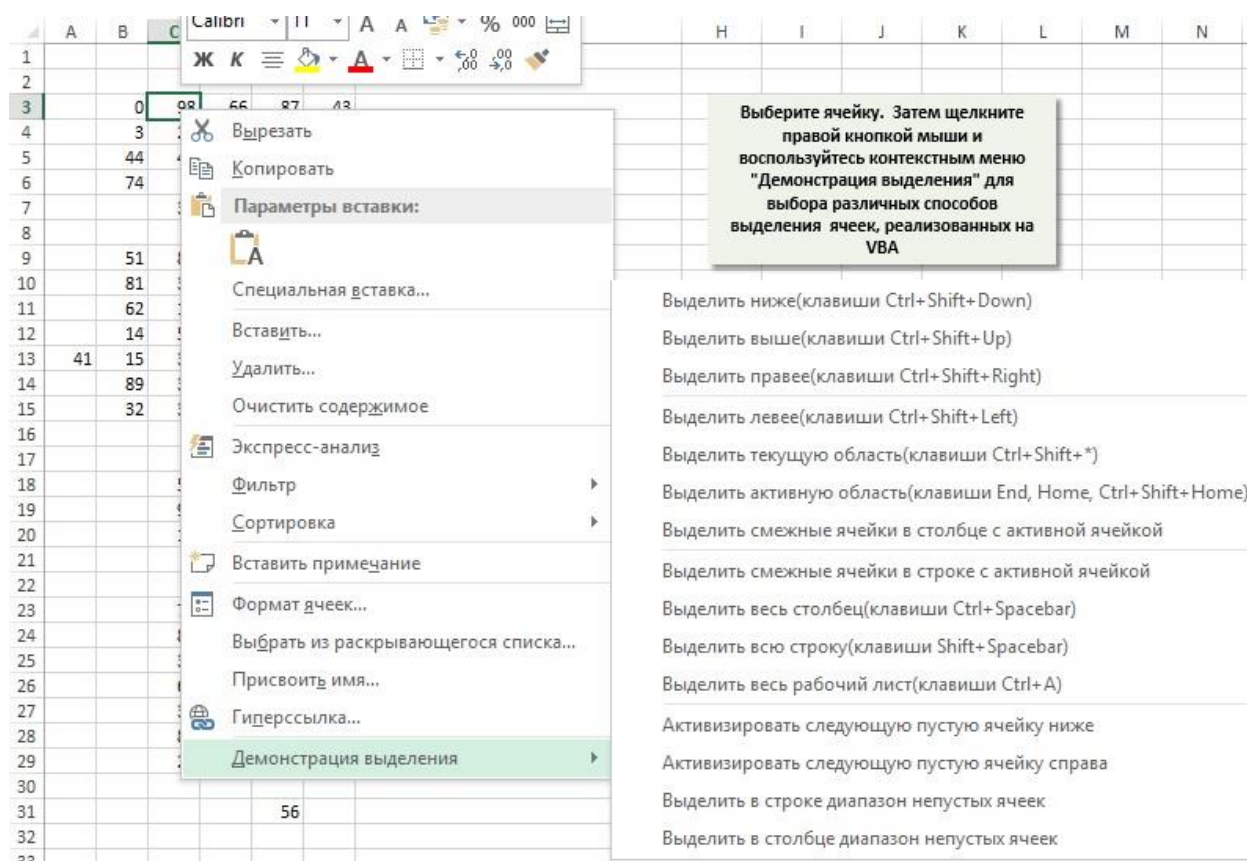 Calibri 11 A A % 000
A B C H I J K L M N
Ж К A ,0 ,00 ,00 ,0
1
2
3 0 98 66 87 43
4 3
5 44
6 74
7
8
9 51
10 81
11 62
12 14
13 41 15
14 89
15 32
16
17
18
19
20
21
22
23
24
25
26
27
28
29
30
31 56
32
Выберите ячейку. Затем щелкните
правой кнопкой мыши и
воспользуйтесь контекстным меню
"Демонстрация выделения" для
выбора различных способов
выделения ячеек, реализованных на
VBA
Вырезать
Копировать
Параметры вставки:
A
Специальная вставка...
Вставить...
Удалить...
Очистить содержимое
Экспресс-анализ
Фильтр
Сортировка
Вставить примечание
Формат ячеек...
Выбрать из раскрывающегося списка...
Присвоить имя...
Гиперссылка...
Демонстрация выделения
Выделить ниже(клавиши Ctrl+Shift+Down)
Выделить выше(клавиши Ctrl+Shift+Up)
Выделить правее(клавиши Ctrl+Shift+Right)
Выделить левее(клавиши Ctrl+Shift+Left)
Выделить текущую область(клавиши Ctrl+Shift+*)
Выделить активную область(клавиши End, Home, Ctrl+Shift+Home)
Выделить смежные ячейки в столбце с активной ячейкой
Выделить смежные ячейки в строке с активной ячейкой
Выделить весь столбец(клавиши Ctrl+Spacebar)
Выделить всю строку(клавиши Shift+Spacebar)
Выделить весь рабочий лист(клавиши Ctrl+A)
Активизировать следующую пустую ячейку ниже
Активизировать следующую пустую ячейку справа
Выделить в строке диапазон непустых ячеек
Выделить в столбце диапазон непустых ячеек